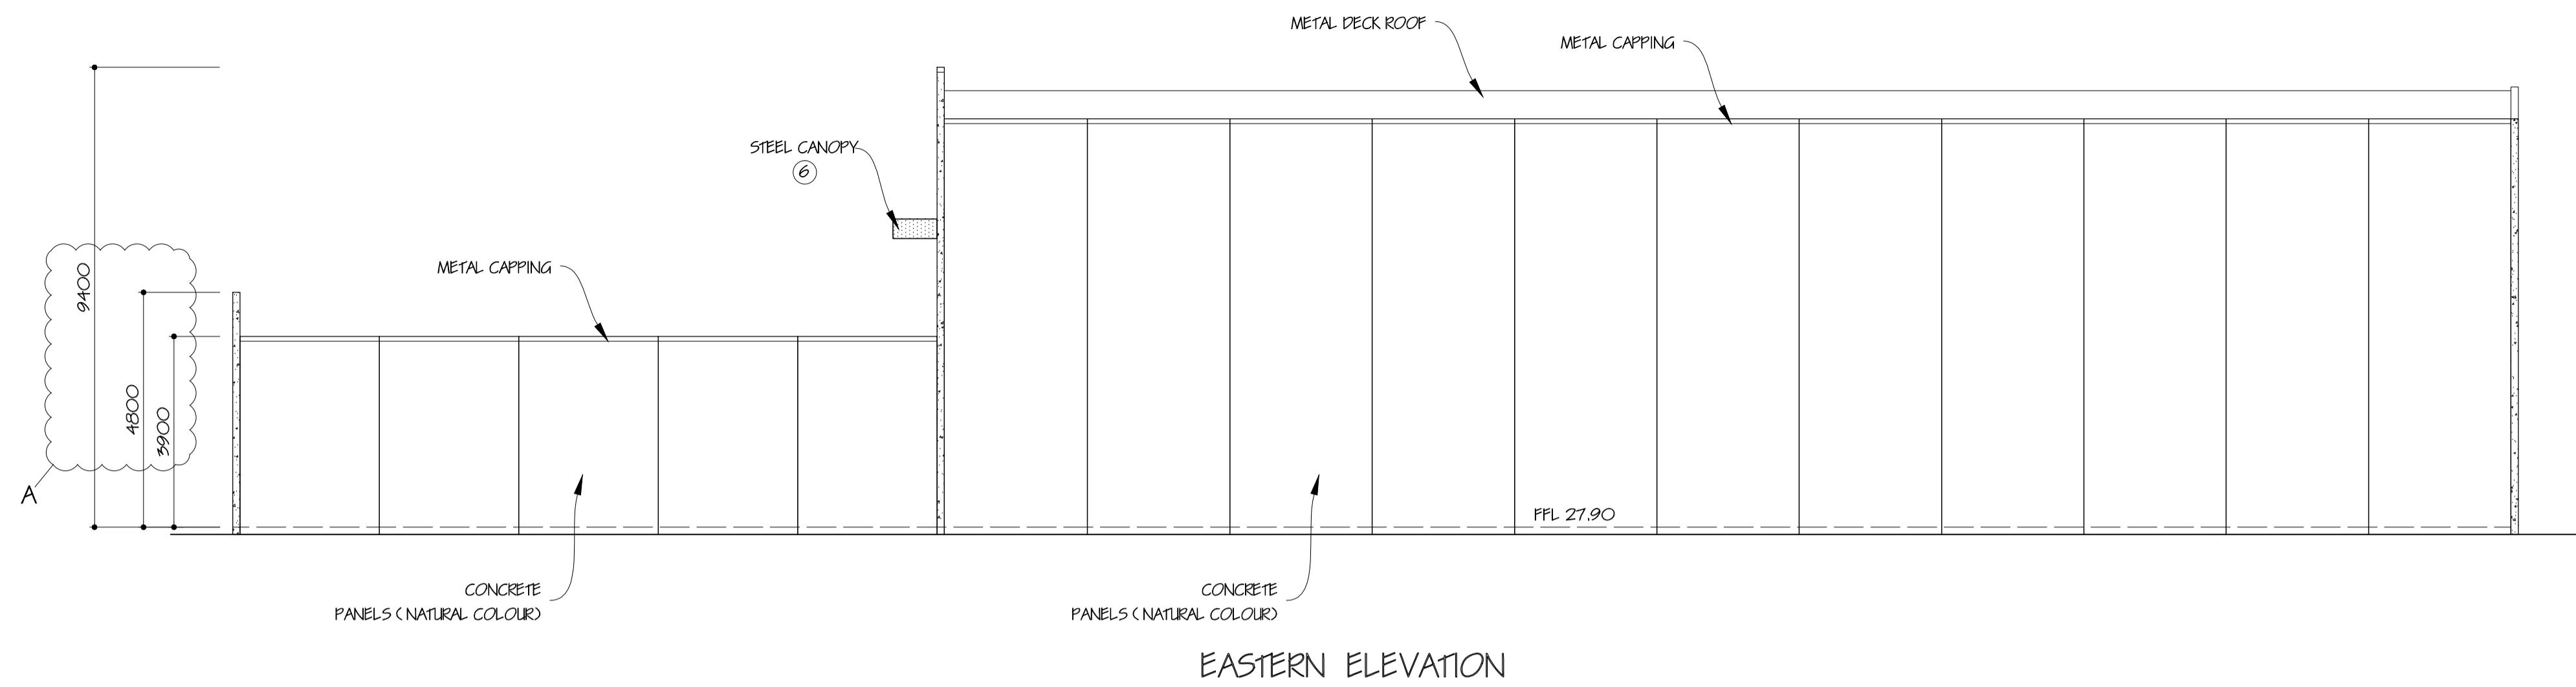 METAL DECK ROOF
METAL CAPPING
STEEL CANOPY
6
METAL CAPPING
9400
4800
3900
A
FFL 27.90
CONCRETE
PANELS ( NATURAL COLOUR)
CONCRETE
PANELS ( NATURAL COLOUR)
EASTERN ELEVATION